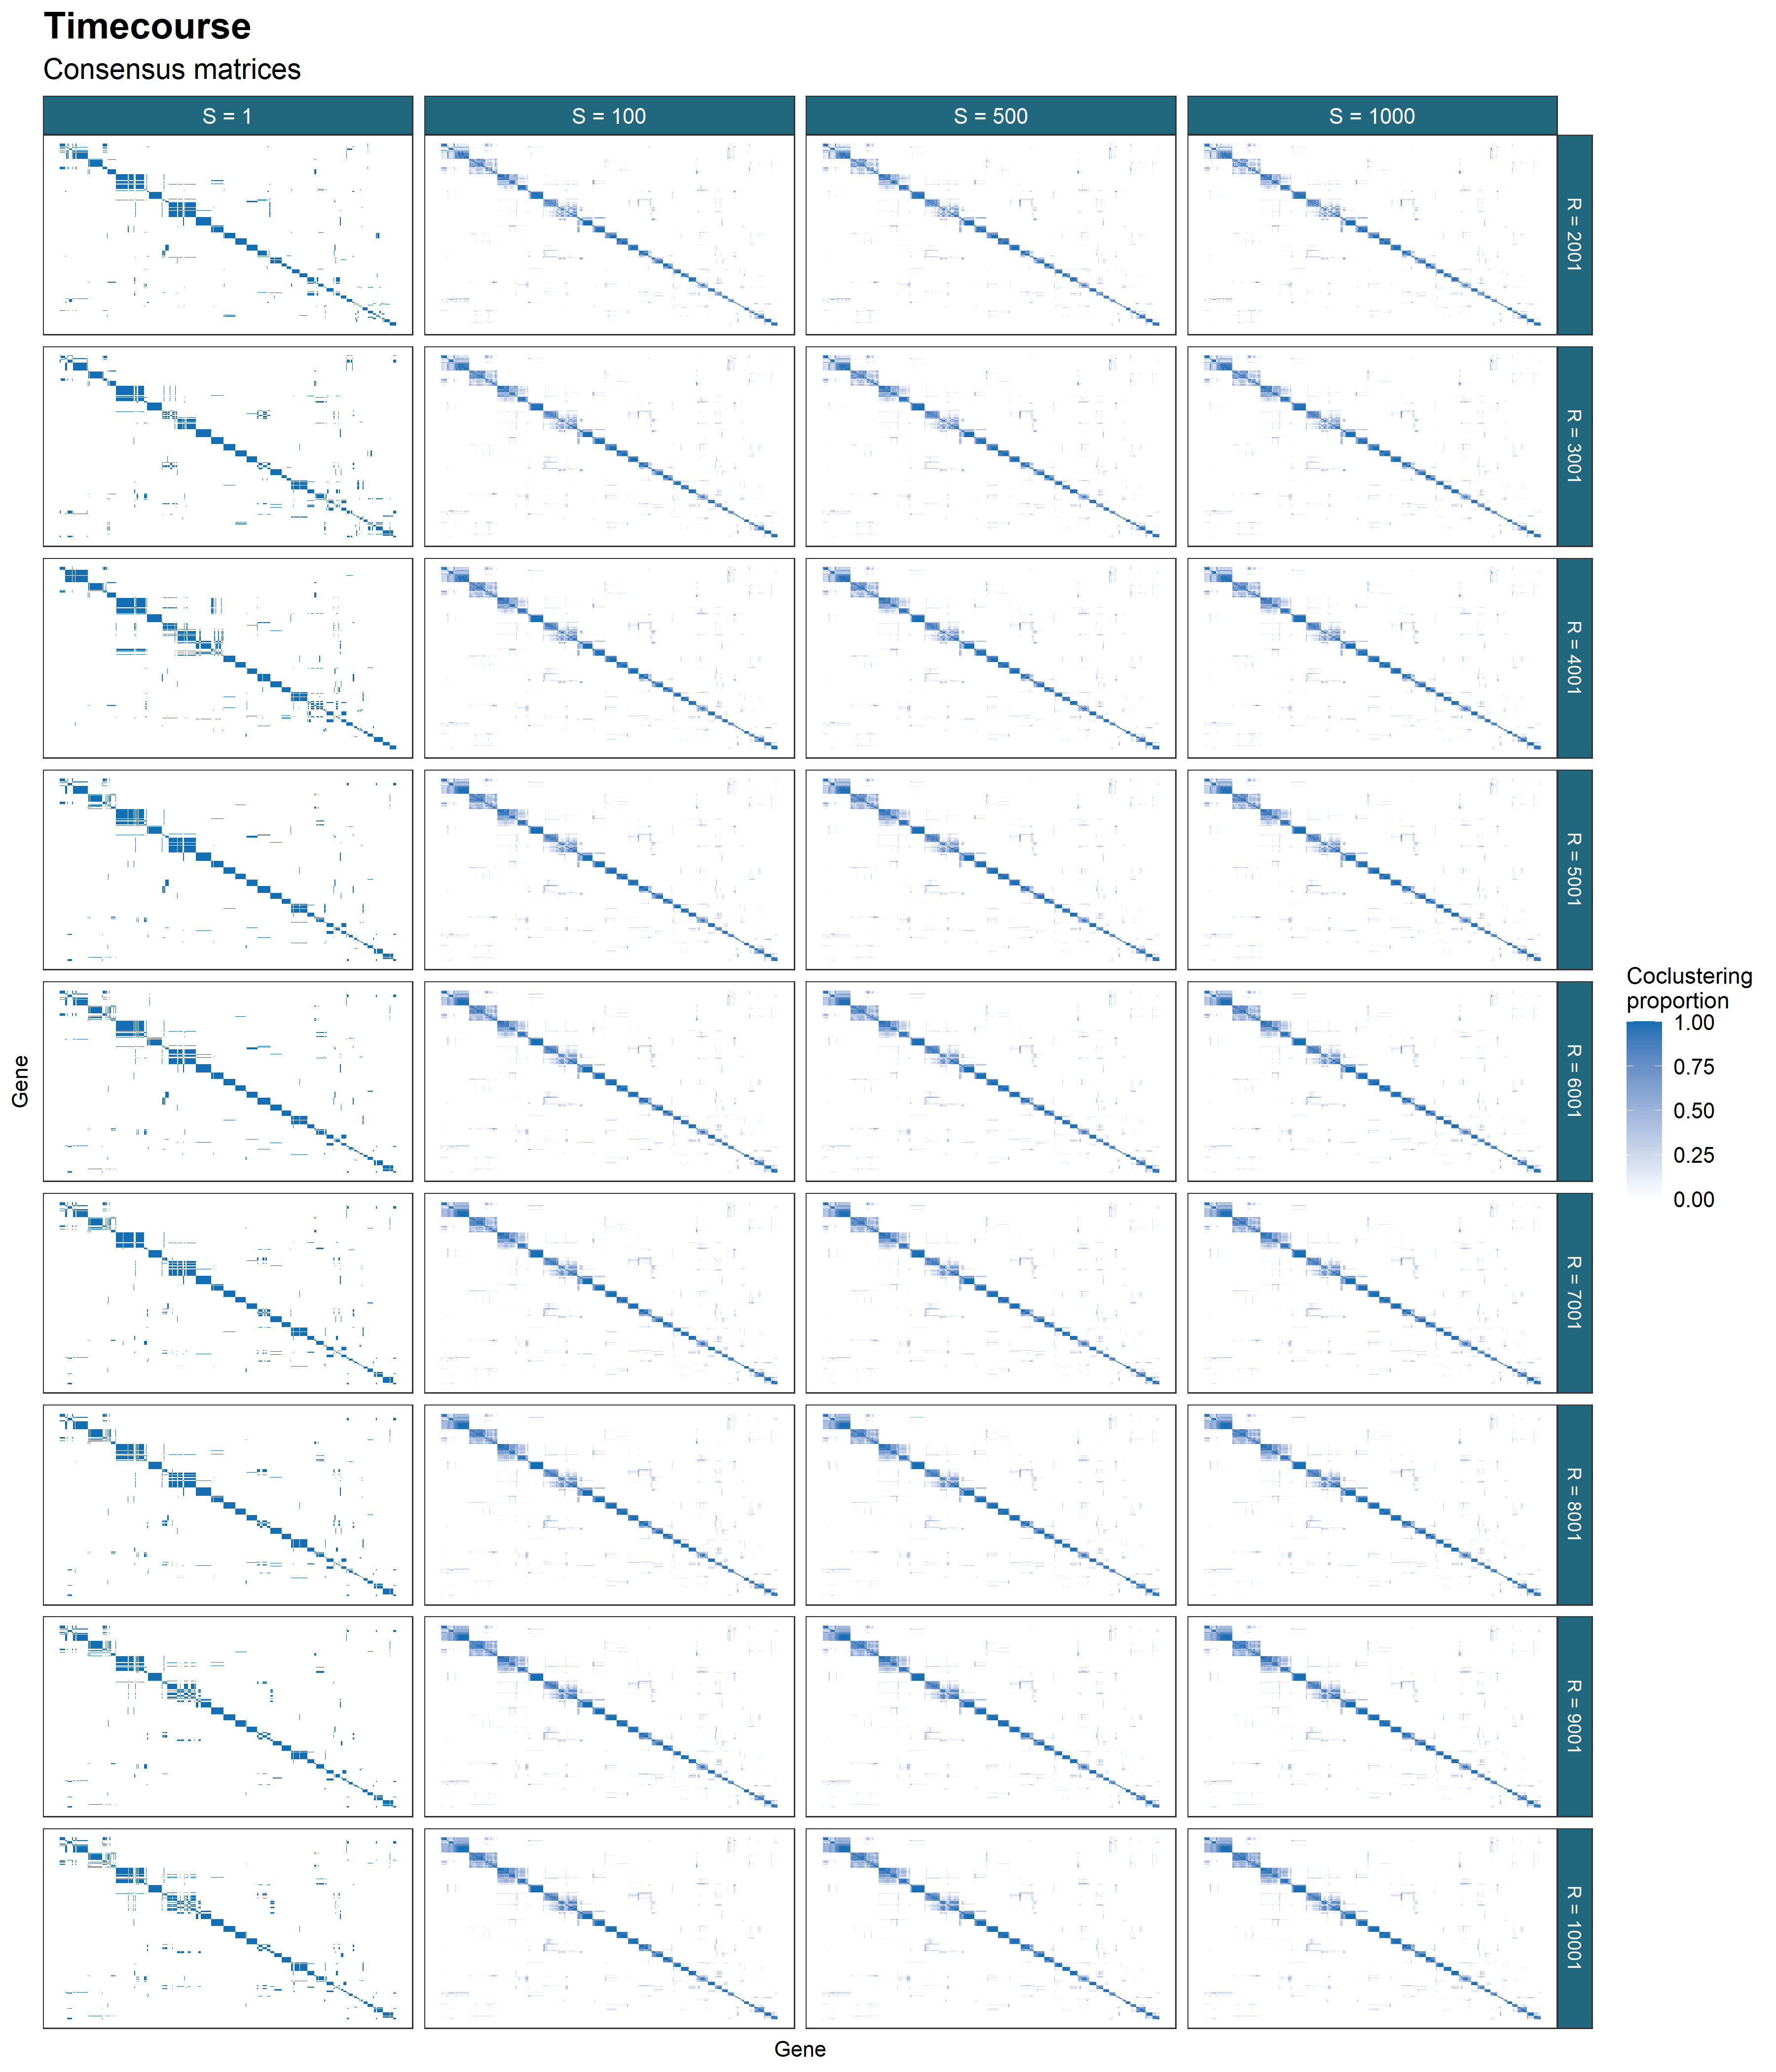 Timecourse
Consensus matrices
S = 1
S = 100
S = 500
S = 1000
R = 2001
R = 3001
R = 4001
R = 5001
R = 6001
R = 7001
R = 8001
R = 9001
R = 10001
Gene
Gene
Coclustering
proportion
1.00
0.75
0.50
0.25
0.00